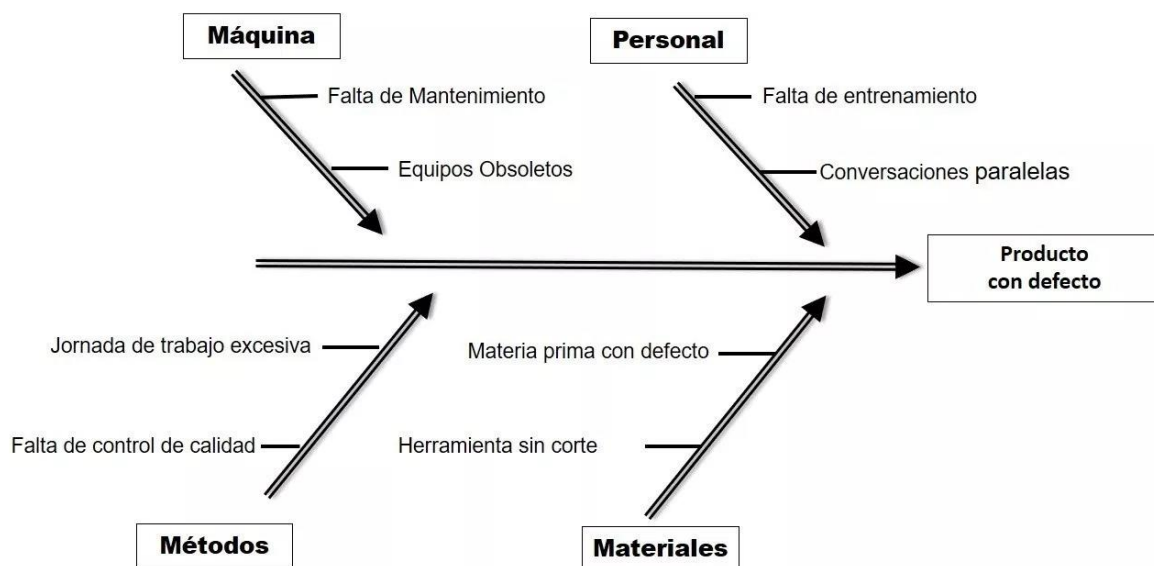 Máquina
Personal
Falta de Mantenimiento
Falta de entrenamiento
Equipos Obsoletos
Conversaciones paralelas
Producto
con defecto
Jornada de trabajo excesiva
Materia prima con defecto
Falta de control de calidad
Herramienta sin corte
Métodos
Materiales